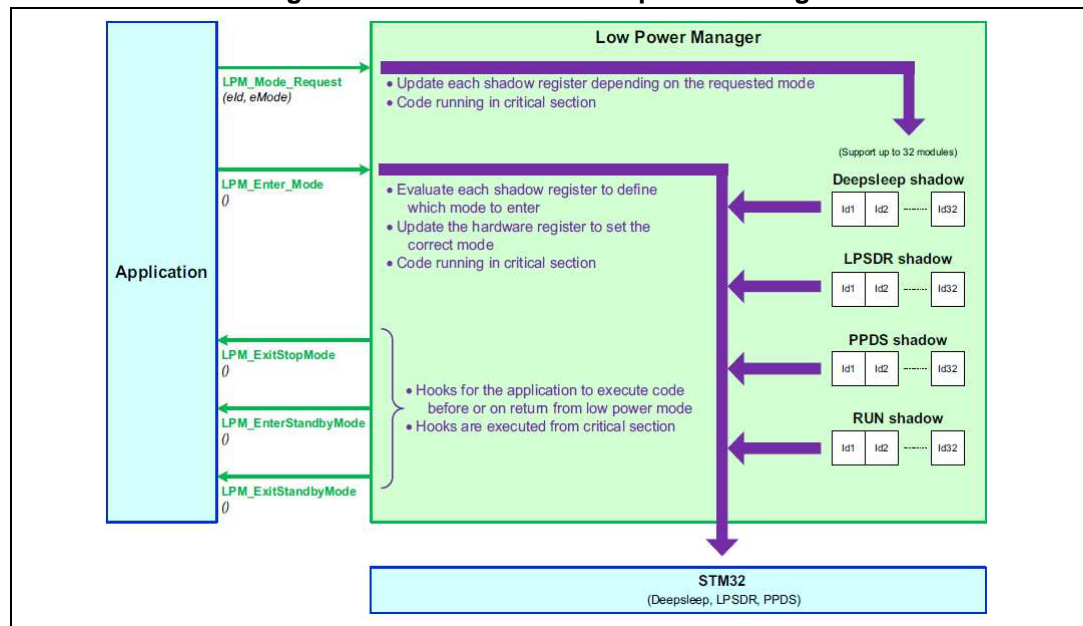 Low Power Manager
LPM_Mode_Request
(eId, eMode)
• Update each shadow register depending on the requested mode
• Code running in critical section
(Support up to 32 modules)
LPM_Enter_Mode
()
• Evaluate each shadow register to define
which mode to enter
• Update the hardware register to set the
correct mode
• Code running in critical section
Deepsleep shadow
Id1 Id2 ------- Id32
LPSDR shadow
Id1 Id2 ------- Id32
PPDS shadow
Id1 Id2 ------- Id32
RUN shadow
Id1 Id2 ------- Id32
Application
LPM_ExitStopMode
()
LPM_EnterStandbyMode
()
LPM_ExitStandbyMode
()
• Hooks for the application to execute code
before or on return from low power mode
• Hooks are executed from critical section
STM32
(Deepsleep, LPSDR, PPDS)